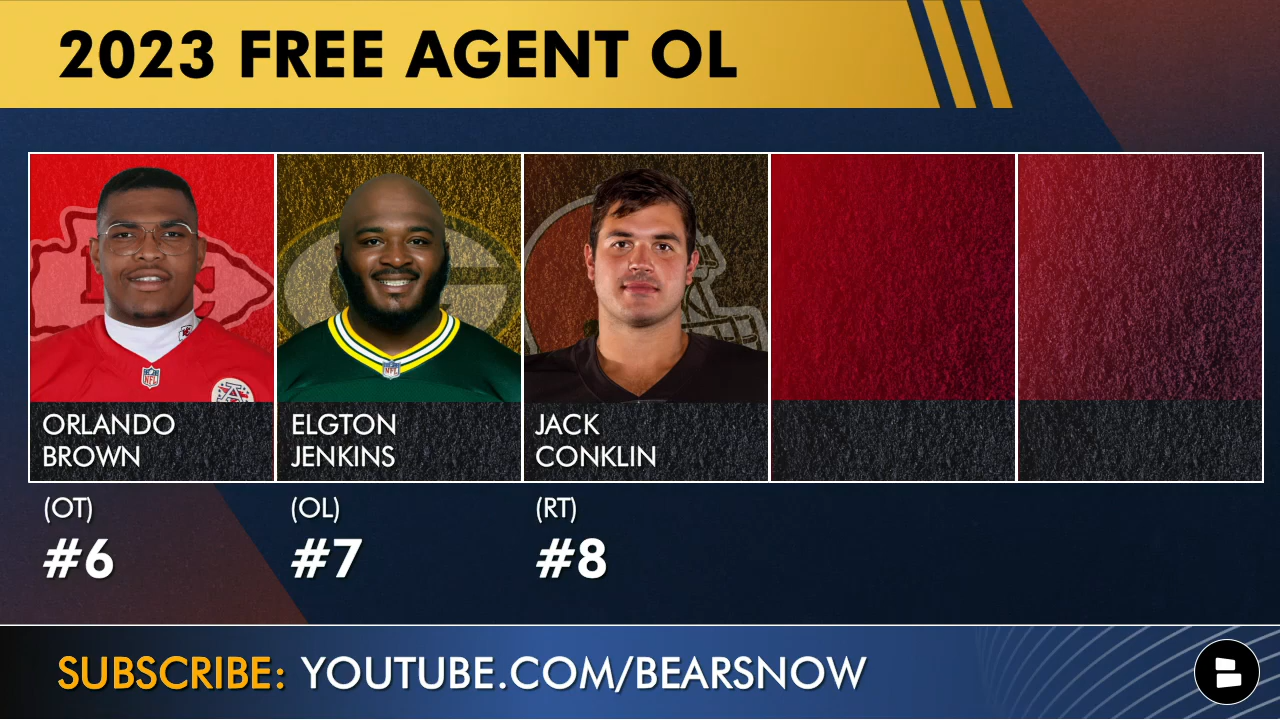 2023 FREE AGENT OL
ORLANDO
BROWN
ELGTON
JENKINS
JACK
CONKLIN
(OT)
(OL)
(RT)
#6
#7
#8
SUBSCRIBE: YOUTUBE.COM/BEARSNOW